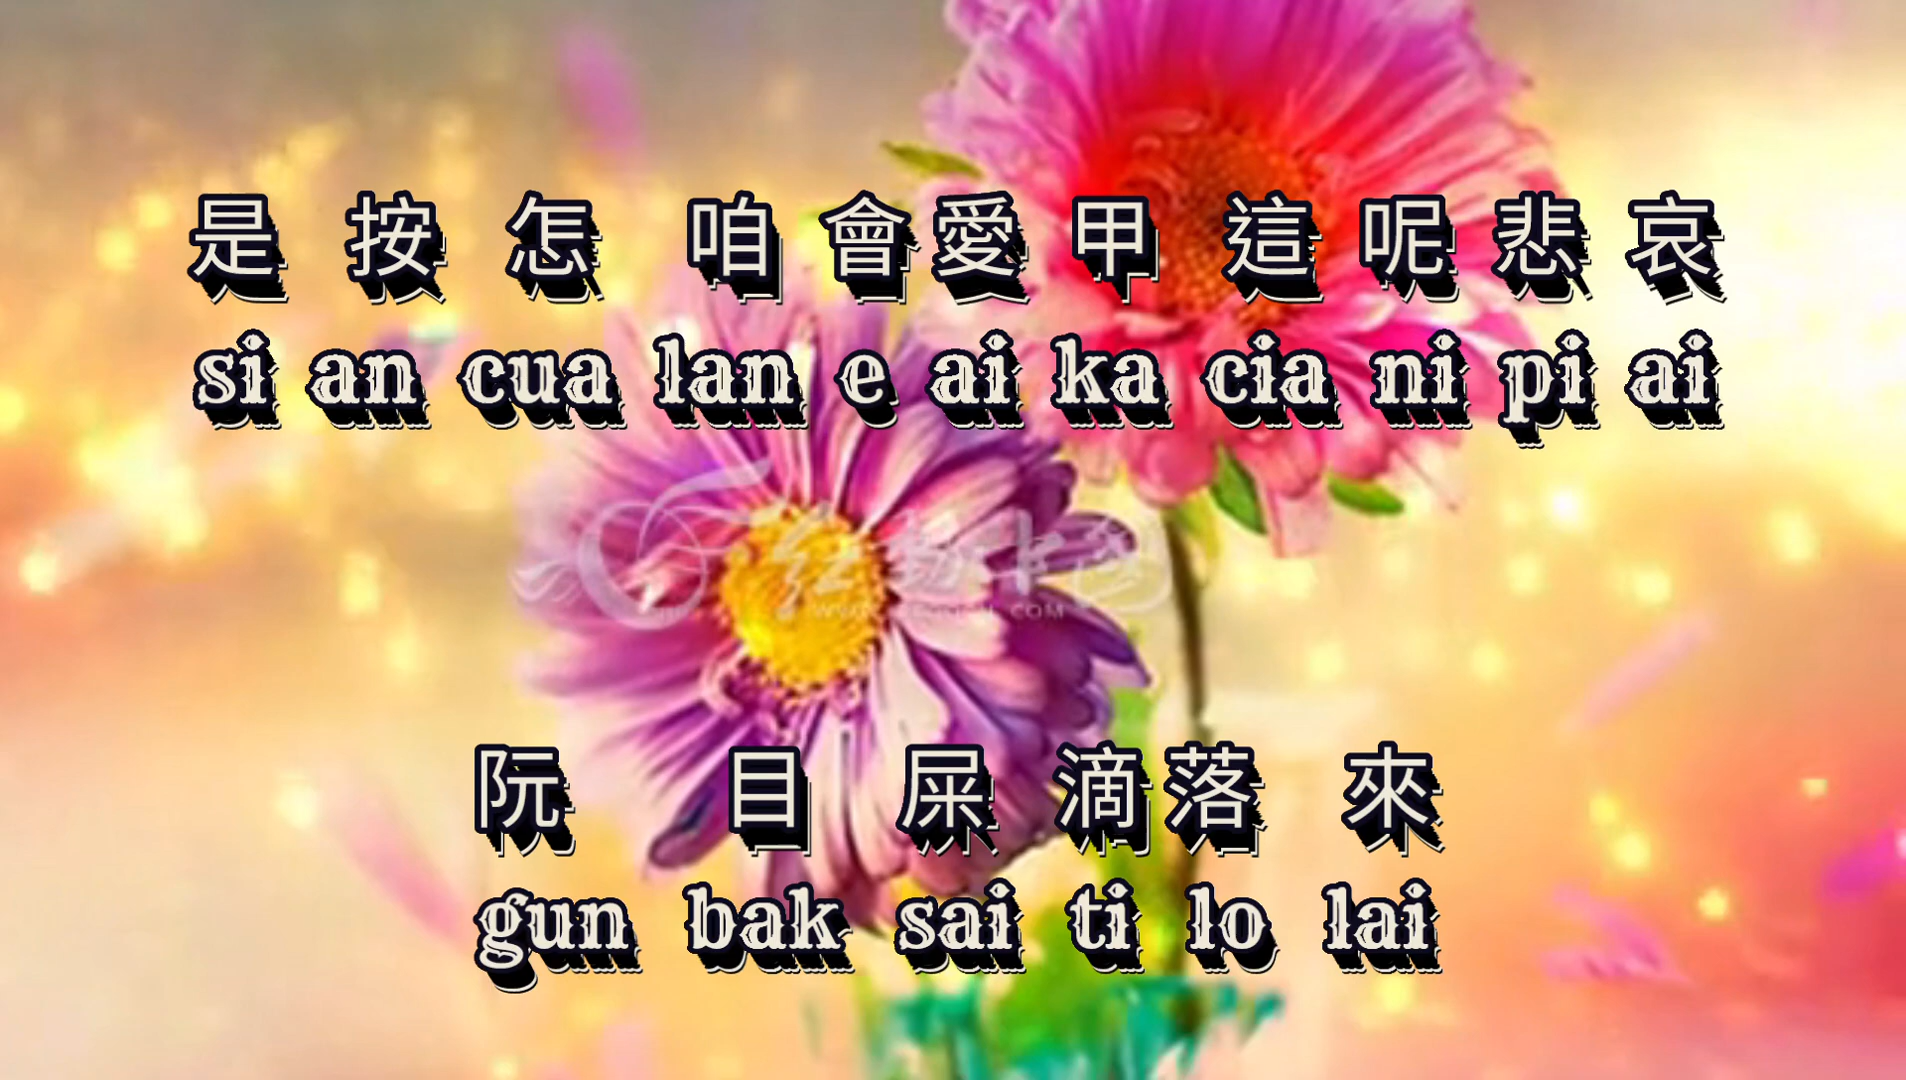 是按怎咱會愛甲這呢悲哀
si an cua lan e ai ka cia ni pi ai
阮目屎滴落來
gun bak sai ti lo lai